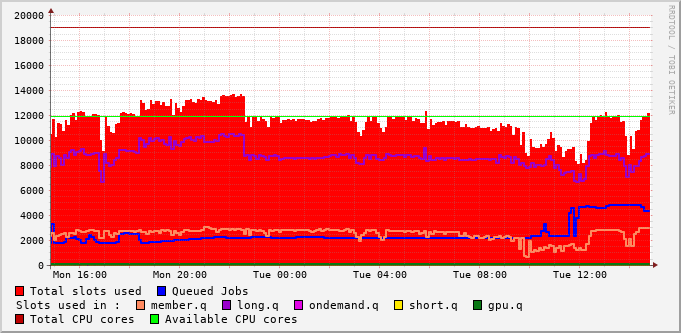 20000
18000
16000
14000
12000
10000
8000
6000
4000
2000
0
Mon 16:00 Mon 20:00 Tue 00:00 Tue 04:00 Tue 08:00 Tue 12:00
Total slots used Queued Jobs
Slots used in : member.q long.q ondemand.q short.q gpu.q
Total CPU cores Available CPU cores
RRDTOOL / TOBI OETIKER